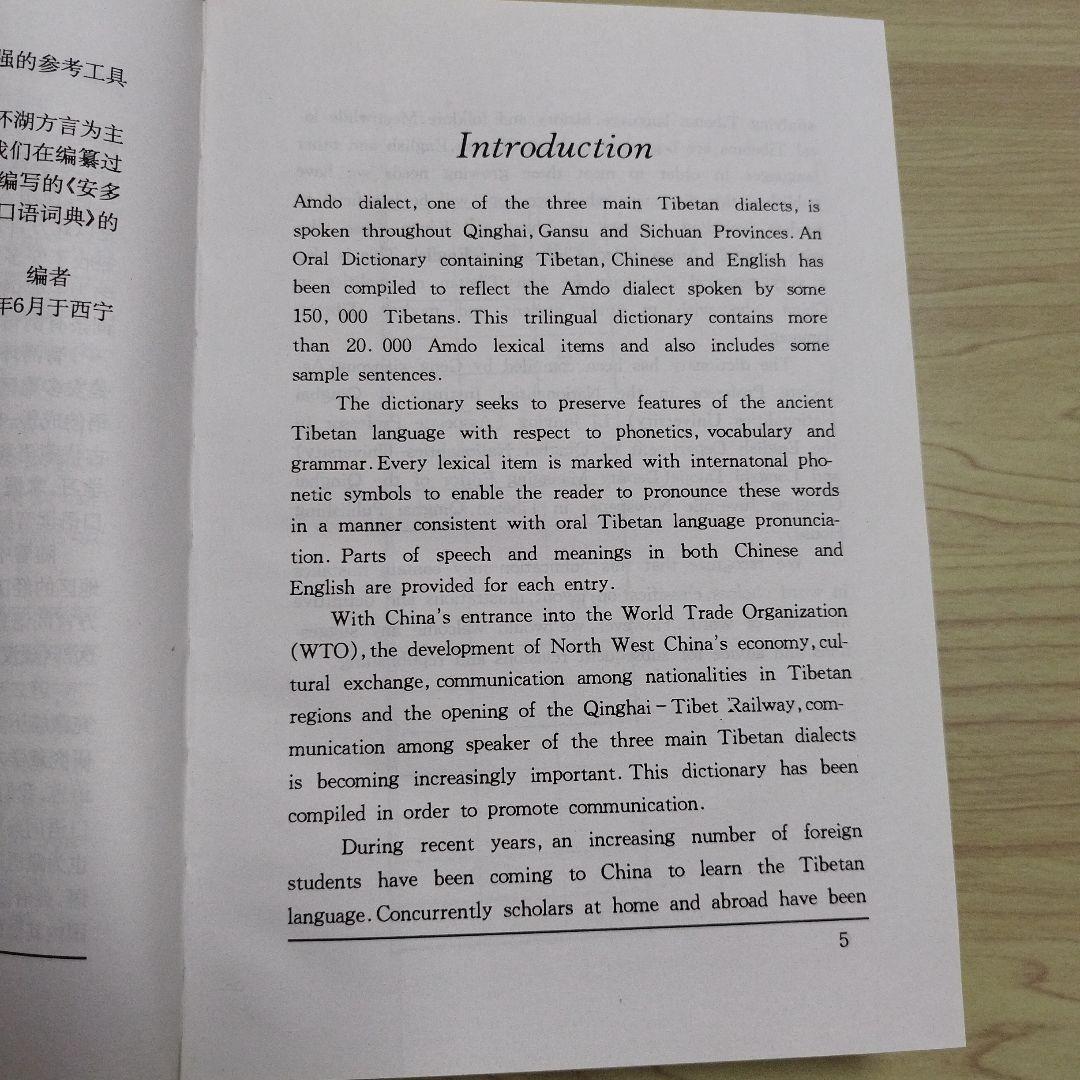 强的参考工具
环湖方言为主
我们在编纂过
编写的《安多
口语词典》的
编者
年6月于西宁
Introduction
Amdo dialect, one of the three main Tibetan dialects, is
spoken throughout Qinghai, Gansu and Sichuan Provinces. An
Oral Dictionary containing Tibetan, Chinese and English has
been compiled to reflect the Amdo dialect spoken by some
150, 000 Tibetans. This trilingual dictionary contains more
than 20. 000 Amdo lexical items and also includes some
sample sentences.
The dictionary seeks to preserve features of the ancient
Tibetan language with respect to phonetics, vocabulary and
grammar. Every lexical item is marked with internatonal pho-
netic symbols to enable the reader to pronounce these words
in a manner consistent with oral Tibetan language pronuncia-
tion. Parts of speech and meanings in both Chinese and
English are provided for each entry.
With China's entrance into the World Trade Organization
(WTO), the development of North West China's economy, cul-
tural exchange, communication among nationalities in Tibetan
regions and the opening of the Qinghai-Tibet Railway, com-
munication among speaker of the three main Tibetan dialects
is becoming increasingly important. This dictionary has been
compiled in order to promote communication.
During recent years, an increasing number of foreign
students have been coming to China to learn the Tibetan
language. Concurrently scholars at home and abroad have been
5